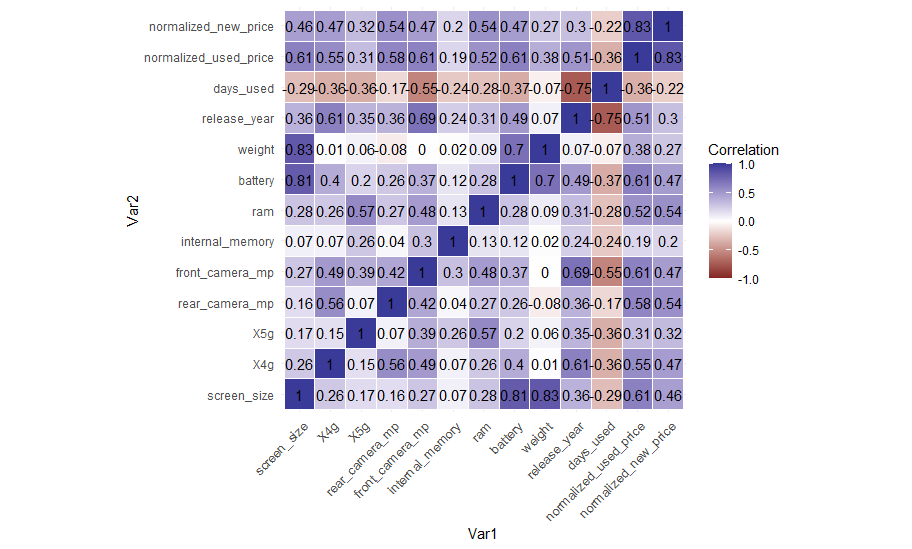 normalized_new_price 0.46 0.47 0.32 0.54 0.47 0.2 0.54 0.47 0.27 0.3 -0.22 0.83 1
normalized_used_price 0.61 0.55 0.31 0.58 0.61 0.19 0.52 0.61 0.38 0.51 -0.36 1 0.83
days_used -0.29 -0.36 -0.36 -0.17 -0.55 -0.24 -0.28 -0.37 -0.07 -0.75 1 -0.36 -0.22
release_year 0.36 0.61 0.35 0.36 0.69 0.24 0.31 0.49 0.07 1 -0.75 0.51 0.3
weight 0.83 0.01 0.06 -0.08 0 0.02 0.09 0.7 1 0.07 -0.07 0.38 0.27
battery 0.81 0.4 0.2 0.26 0.37 0.12 0.28 1 0.7 0.49 -0.37 0.61 0.47
ram 0.28 0.26 0.57 0.27 0.48 0.13 1 0.28 0.09 0.31 -0.28 0.52 0.54
internal_memory 0.07 0.07 0.26 0.04 0.3 1 0.13 0.12 0.02 0.24 -0.24 0.19 0.2
front_camera_mp 0.27 0.49 0.39 0.42 1 0.3 0.48 0.37 0 0.69 -0.55 0.61 0.47
rear_camera_mp 0.16 0.56 0.07 1 0.42 0.04 0.27 0.26 -0.08 0.36 -0.17 0.58 0.54
X5g 0.17 0.15 1 0.07 0.39 0.26 0.57 0.2 0.06 0.35 -0.36 0.31 0.32
X4g 0.26 1 0.15 0.56 0.49 0.07 0.26 0.4 0.01 0.61 -0.36 0.55 0.47
screen_size 1 0.26 0.17 0.16 0.27 0.07 0.28 0.81 0.83 0.36 -0.29 0.61 0.46
Var2
screen_size
X4g
X5g
rear_camera_mp
front_camera_mp
internal_memory
ram
battery
weight
release_year
days_used
normalized_used_price
normalized_new_price
Var1
Correlation
1.0
0.5
0.0
-0.5
-1.0